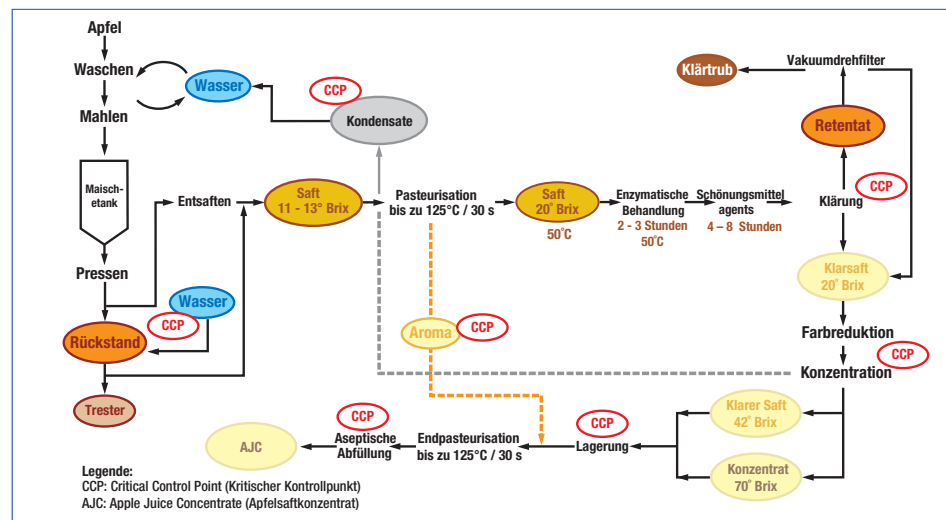 Apfel
Waschen
Mahlen
Maisch-
etank
Pressen
Wasser
CCP
Kondensate
Entsaften
Saft
11 - 13° Brix
Pasteurisation
bis zu 125°C / 30 s
Saft
20° Brix
50°C
Enzymatische
Behandlung
2 - 3 Stunden
50°C
Schönungsmittel
agents
4 – 8 Stunden
Klärtrub
Vakuumdrehfilter
Retentat
CCP
Klärung
Klarsaft
20° Brix
Farbreduktion
CCP
Konzentration
Wasser
CCP
Rückstand
Trester
Aroma
CCP
Klarer Saft
42° Brix
Konzentrat
70° Brix
CCP
Lagerung
Endpasteurisation
bis zu 125°C / 30 s
CCP
Aseptische
Abfüllung
AJC
Legende:
CCP: Critical Control Point (Kritischer Kontrollpunkt)
AJC: Apple Juice Concentrate (Apfelsaftkonzentrat)